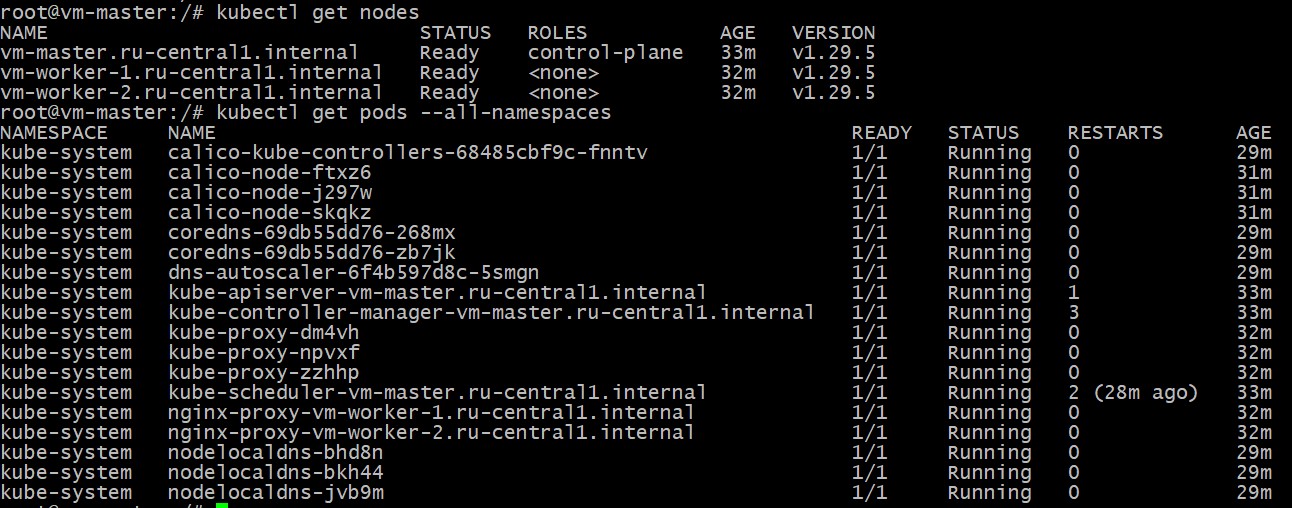 root@vm-master:/# kubectl get nodes
NAME STATUS ROLES AGE VERSION
vm-master.ru-central1.internal Ready control-plane 33m v1.29.5
vm-worker-1.ru-central1.internal Ready <none> 32m v1.29.5
vm-worker-2.ru-central1.internal Ready <none> 32m v1.29.5
root@vm-master:/# kubectl get pods --all-namespaces
NAMESPACE NAME READY STATUS RESTARTS AGE
kube-system calico-kube-controllers-68485cbf9c-fnntv 1/1 Running 0 29m
kube-system calico-node-ftxz6 1/1 Running 0 31m
kube-system calico-node-j297w 1/1 Running 0 31m
kube-system calico-node-skqkz 1/1 Running 0 31m
kube-system coredns-69db55dd76-268mx 1/1 Running 0 29m
kube-system coredns-69db55dd76-zb7jk 1/1 Running 0 29m
kube-system dns-autoscaler-6f4b597d8c-5smgn 1/1 Running 0 29m
kube-system kube-apiserver-vm-master.ru-central1.internal 1/1 Running 1 33m
kube-system kube-controller-manager-vm-master.ru-central1.internal 1/1 Running 3 33m
kube-system kube-proxy-dm4vh 1/1 Running 0 32m
kube-system kube-proxy-npvxf 1/1 Running 0 32m
kube-system kube-proxy-zzhhp 1/1 Running 0 32m
kube-system kube-scheduler-vm-master.ru-central1.internal 1/1 Running 2 (28m ago) 33m
kube-system nginx-proxy-vm-worker-1.ru-central1.internal 1/1 Running 0 32m
kube-system nginx-proxy-vm-worker-2.ru-central1.internal 1/1 Running 0 32m
kube-system nodelocaldns-bhd8n 1/1 Running 0 29m
kube-system nodelocaldns-bkh44 1/1 Running 0 29m
kube-system nodelocaldns-jvb9m 1/1 Running 0 29m